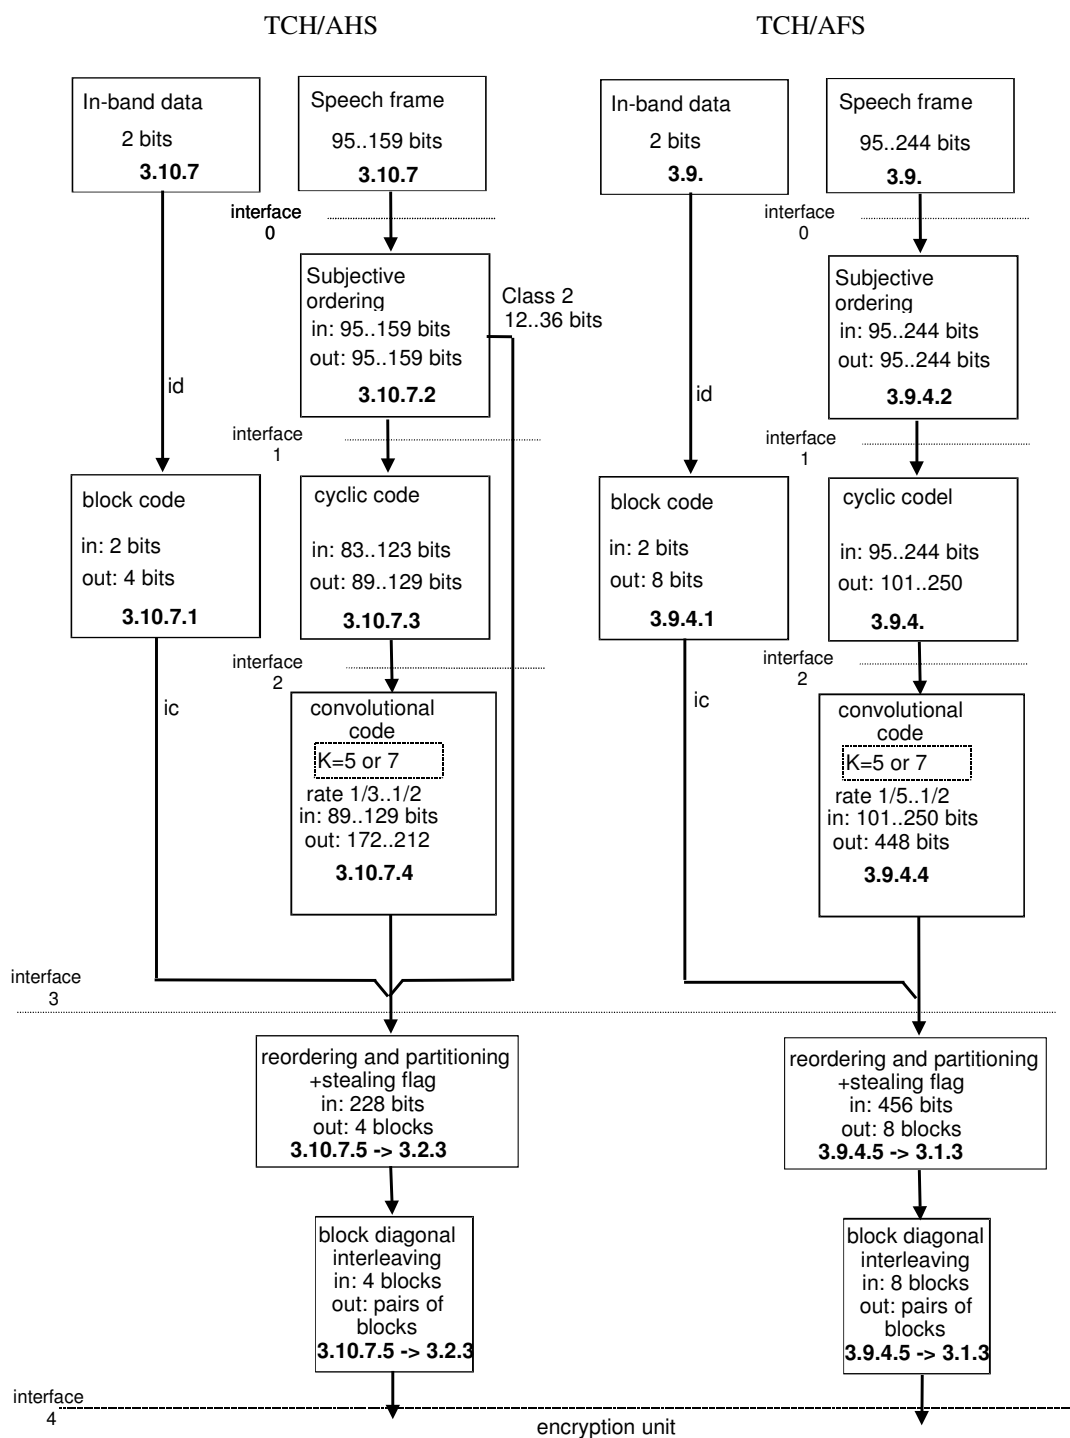 TCH/AHS
TCH/AFS
In-band data
2 bits
3.10.7
Speech frame
95..159 bits
3.10.7
In-band data
2 bits
3.9.
Speech frame
95..244 bits
3.9.
interface
0
interface
0
Subjective
ordering
in: 95..159 bits
out: 95..159 bits
3.10.7.2
Class 2
12..36 bits
Subjective
ordering
in: 95..244 bits
out: 95..244 bits
3.9.4.2
id
id
interface
1
interface
1
block code
in: 2 bits
out: 4 bits
3.10.7.1
cyclic code
in: 83..123 bits
out: 89..129 bits
3.10.7.3
block code
in: 2 bits
out: 8 bits
3.9.4.1
cyclic codel
in: 95..244 bits
out: 101..250
3.9.4.
interface
2
interface
2
ic
ic
convolutional
code
K=5 or 7
rate 1/3..1/2
in: 89..129 bits
out: 172..212
3.10.7.4
convolutional
code
K=5 or 7
rate 1/5..1/2
in: 101..250 bits
out: 448 bits
3.9.4.4
interface
3
reordering and partitioning
+stealing flag
in: 228 bits
out: 4 blocks
3.10.7.5 -> 3.2.3
reordering and partitioning
+stealing flag
in: 456 bits
out: 8 blocks
3.9.4.5 -> 3.1.3
block diagonal
interleaving
in: 4 blocks
out: pairs of
blocks
3.10.7.5 -> 3.2.3
block diagonal
interleaving
in: 8 blocks
out: pairs of
blocks
3.9.4.5 -> 3.1.3
interface
4
encryption unit